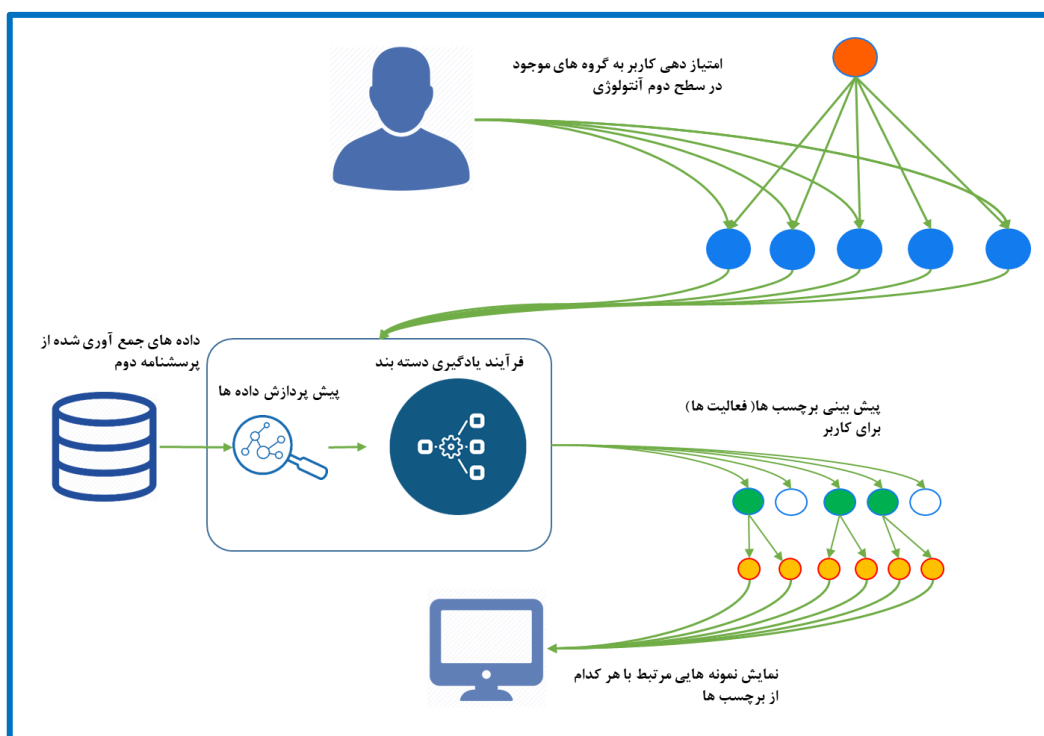 امتیاز دهی کاربر به گروه های موجود
در سطح دوم آنتولوژی
داده های جمع آوری شده از
پرسشنامه دوم
فرآیند یادگیری دسته بند
پیش پردازش داده ها
پیش بینی برچسب ها( فعالیت ها)
برای کاربر
نمایش نمونه هایی مرتبط با هر کدام
از برچسب ها